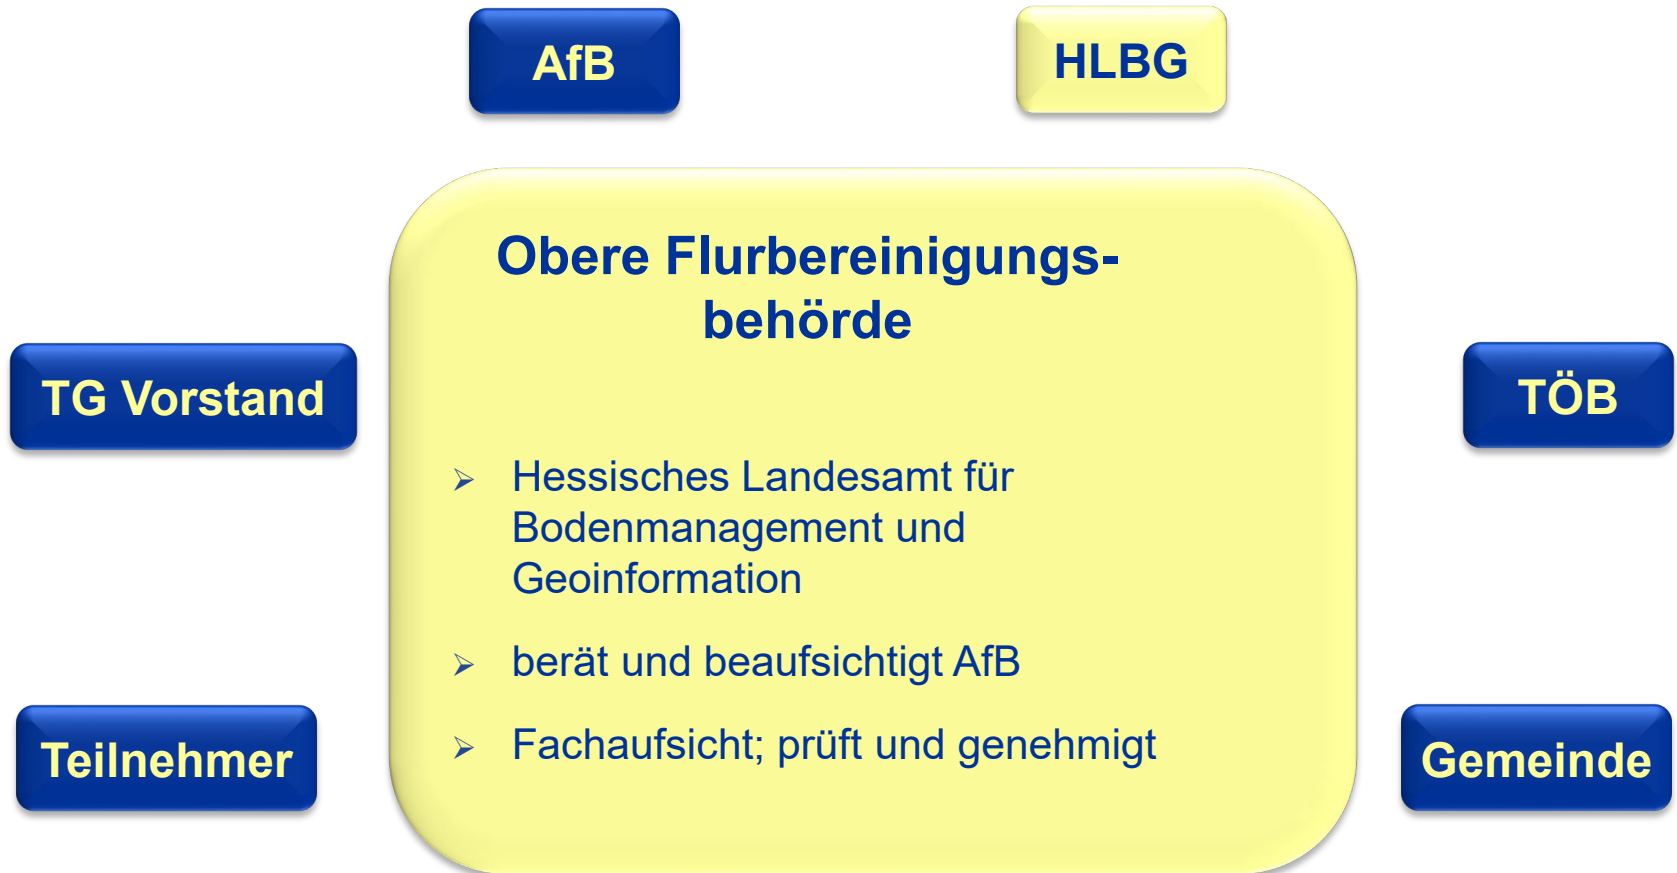 AfB
HLBG
Obere Flurbereinigungs-
behörde
TG Vorstand
TÖB
➢ Hessisches Landesamt für
Bodenmanagement und
Geoinformation
➢ berät und beaufsichtigt AfB
➢ Fachaufsicht; prüft und genehmigt
Teilnehmer
Gemeinde